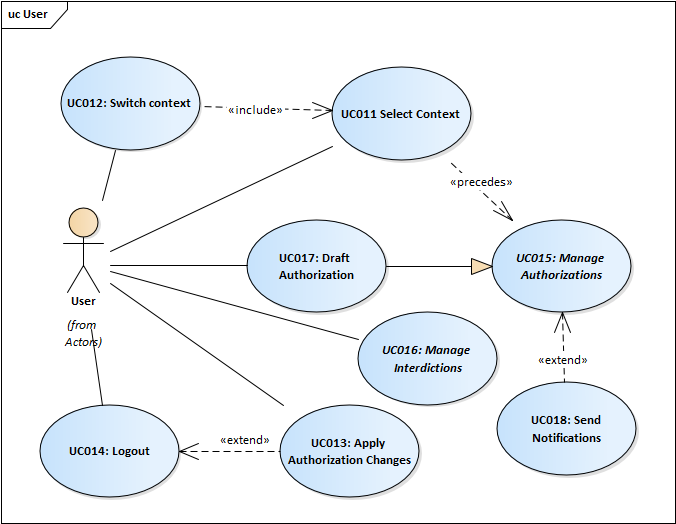 uc User
UC012: Switch context
«include»
UC011 Select Context
«precedes»
UC017: Draft
Authorization
UC015: Manage
Authorizations
User
(from
Actors)
UC016: Manage
Interdictions
«extend»
UC018: Send
Notifications
UC014: Logout
«extend»
UC013: Apply
Authorization Changes